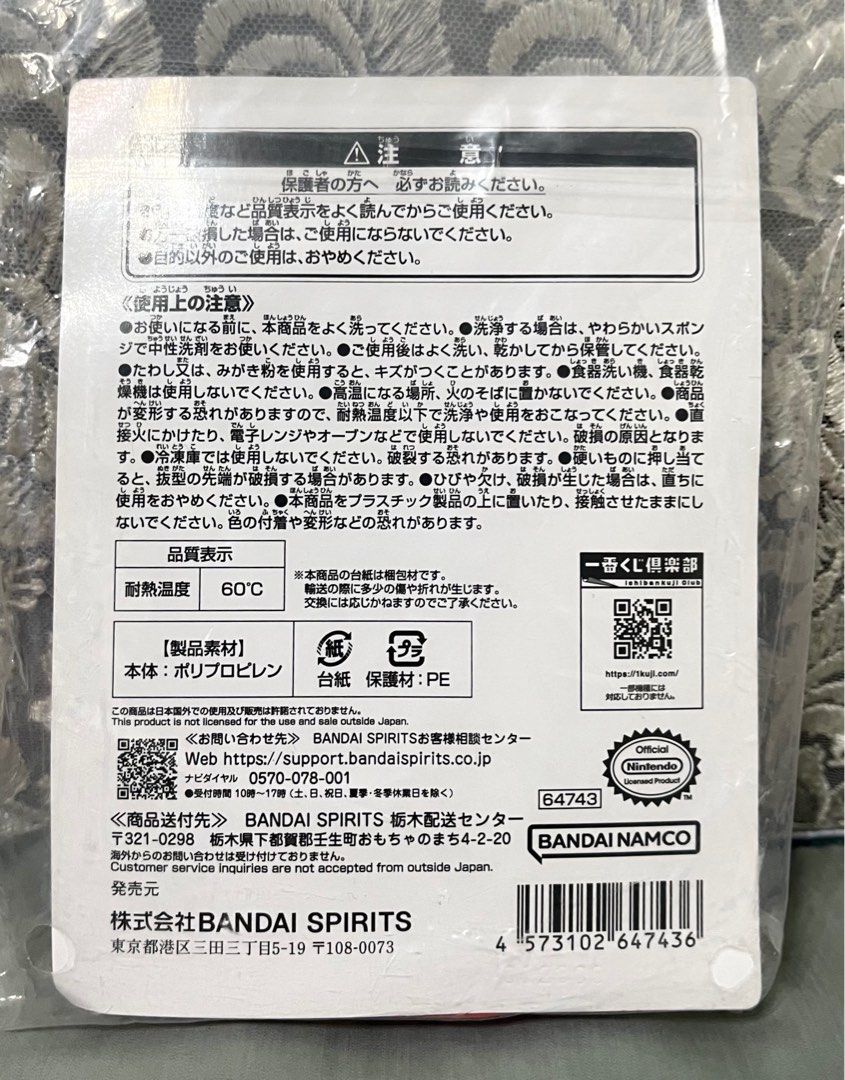 ⚠注意
保護者の方へ 必ずお読みください。
度など品質表示をよく読んでからご使用ください。
損した場合は、ご使用にならないでください。
●目的以外のご使用は、おやめください。
《使用上の注意》
●お使いになる前に、本商品をよく洗ってください。●洗浄する場合は、やわらかいスポン
ジで中性洗剤をお使いください。●ご使用後はよく洗い、乾かしてから保管してください。
●たわし又は、みがき粉を使用すると、キズがつくことがあります。●食器洗い機、食器乾
燥機は使用しないでください。●高温になる場所、火のそばに置かないでください。●商品
が変形する恐れがありますので、耐熱温度以下で洗浄や使用をおこなってください。●直
接火にかけたり、電子レンジやオーブンなどで使用しないでください。破損の原因となりま
す。●冷凍庫では使用しないでください。破裂する恐れがあります。●硬いものに押し当て
ると、抜型の先端が破損する場合があります。●ひびや欠け、破損が生じた場合は、直ちに
使用をおやめください。●本商品をプラスチック製品の上に置いたり、接触させたままにし
ないでください。色の付着や変形などの恐れがあります。
品質表示
耐熱温度 60℃
※本商品の台紙は梱包材です。
輸送の際に多少の傷や折れが生じます。
交換には応じかねますのでご了承ください。
一番くじ倶楽部
Ichibankuji Club
https://1kuji.com/
一部機種には
対応しておりません。
【製品素材】
本体：ポリプロピレン
紙 プラ
台紙 保護材：PE
この商品は日本国外での使用及び販売は許諾されておりません。
This product is not licensed for the use and sale outside Japan.
《お問い合わせ先》 BANDAI SPIRITSお客様相談センター
Web https://support.bandaispirits.co.jp
ナビダイヤル 0570-078-001
●受付時間 10時〜17時（土、日、祝日、夏季・冬季休業日を除く）
Official
Nintendo
Licensed Product
™
64743
《商品送付先》 BANDAI SPIRITS 栃木配送センター
〒321-0298 栃木県下都賀郡壬生町おもちゃのまち4-2-20
海外からのお問い合わせは受け付けておりません。
Customer service inquiries are not accepted from outside Japan.
BANDAI NAMCO
発売元
株式会社BANDAI SPIRITS
東京都港区三田三丁目5-19 〒108-0073
4 573102 647436